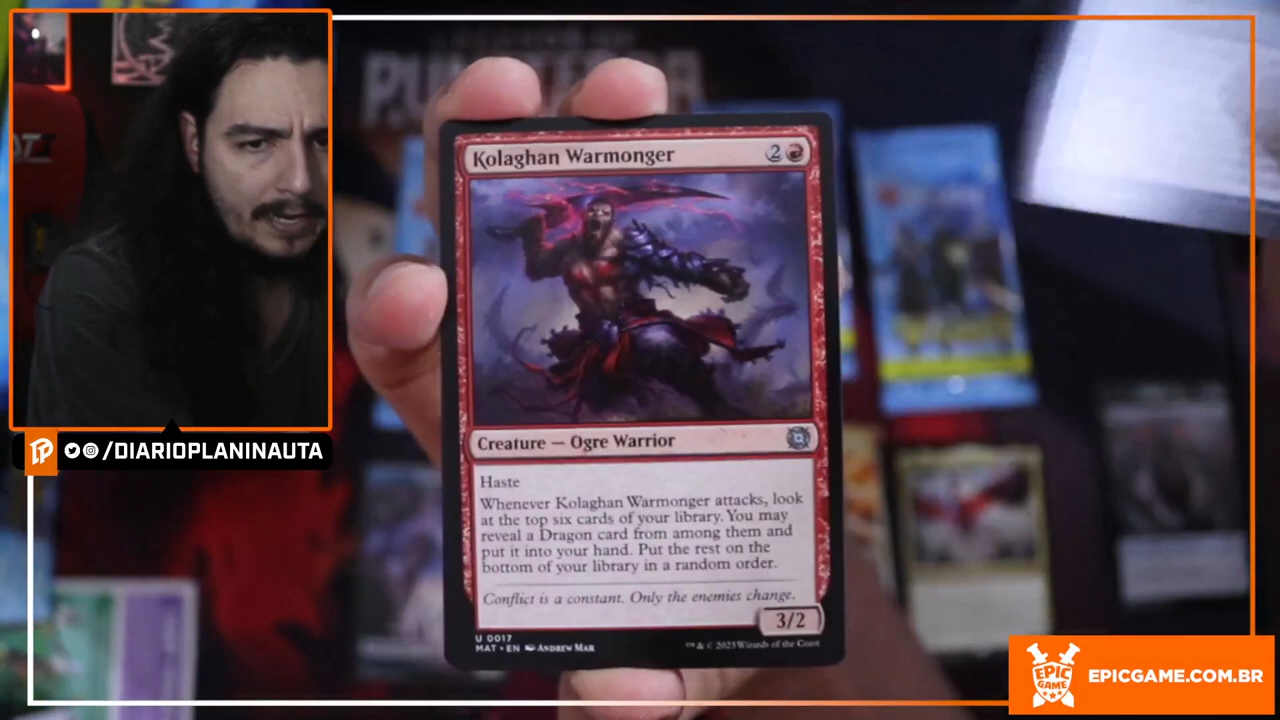 Kolaghan Warmonger 2
Creature — Ogre Warrior
Haste
Whenever Kolaghan Warmonger attacks, look
at the top six cards of your library. You may
reveal a Dragon card from among them and
put it into your hand. Put the rest on the
bottom of your library in a random order.
Conflict is a constant. Only the enemies change.
3/2
U 0017
MAT • EN ANDREW MAR
™ & © 2023 Wizards of the Coast
/DIARIOPLANINAUTA
EPIC
GAME
EPICGAME.COM.BR